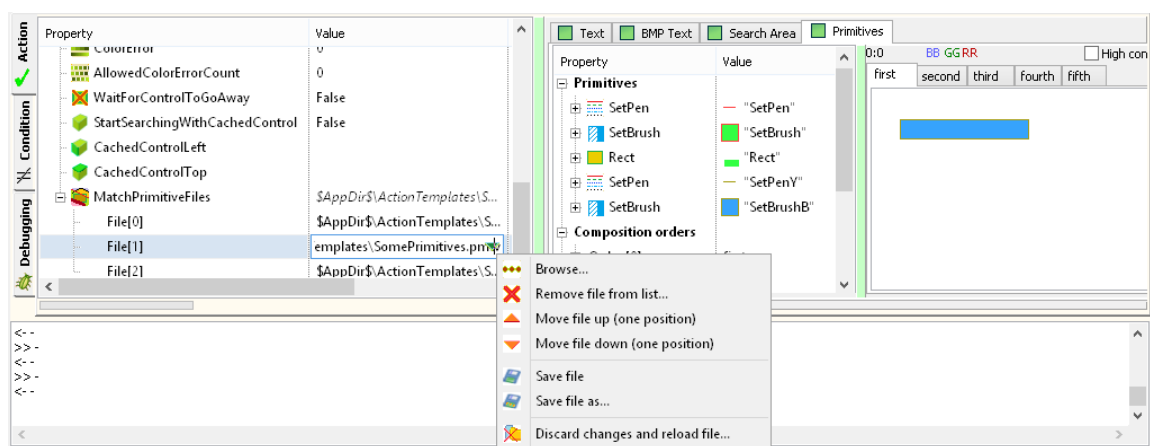 Action
Condition
Debugging
Property Value
ColorError 0
AllowedColorErrorCount 0
WaitForControlToGoAway False
StartSearchingWithCachedControl False
CachedControlLeft
CachedControlTop
MatchPrimitiveFiles $AppDir$\ActionTemplates\S...
File[0] $AppDir$\ActionTemplates\S...
File[1] emplates\SomePrimitives.pm
File[2] $AppDir$\ActionTemplates\S...
Text BMP Text Search Area Primitives
Property Value
Primitives
SetPen "SetPen"
SetBrush "SetBrush"
Rect "Rect"
SetPen "SetPenY"
SetBrush "SetBrushB"
Composition orders
0:0 BB GG RR High con
first second third fourth fifth
Browse...
Remove file from list...
Move file up (one position)
Move file down (one position)
Save file
Save file as...
Discard changes and reload file...
<--
>>-
<--
>>-
<--